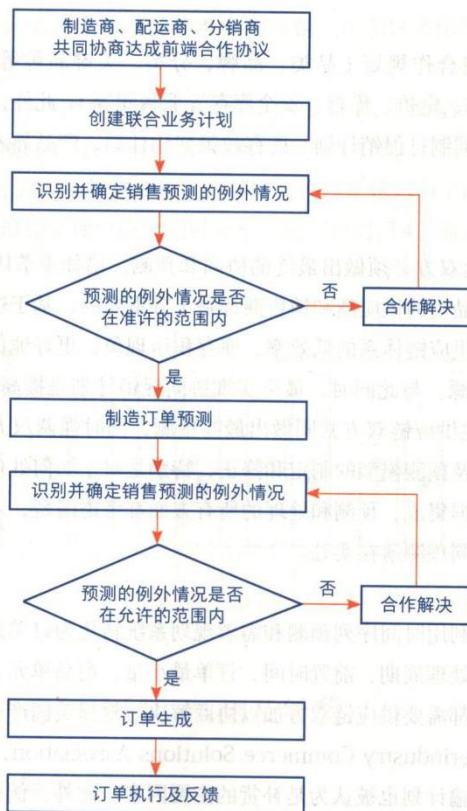 制造商、配运商、分销商
共同协商达成前端合作协议
创建联合业务计划
识别并确定销售预测的例外情况
预测的例外情况是否
在准许的范围内
否
合作解决
是
制造订单预测
识别并确定销售预测的例外情况
预测的例外情况是否
在允许的范围内
否
合作解决
是
订单生成
订单执行及反馈